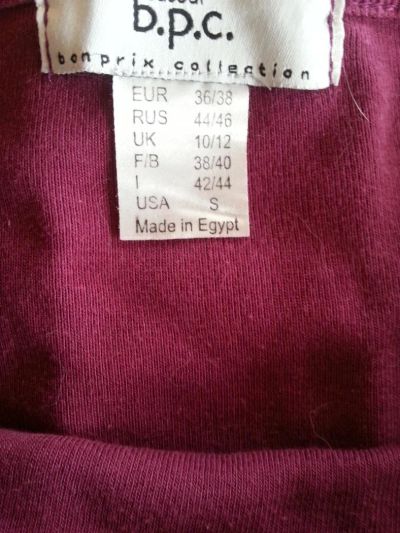 b.p.c.
bonprix collection
EUR 36/38
RUS 44/46
UK 10/12
F/B 38/40
I 42/44
USA S
Made in Egypt